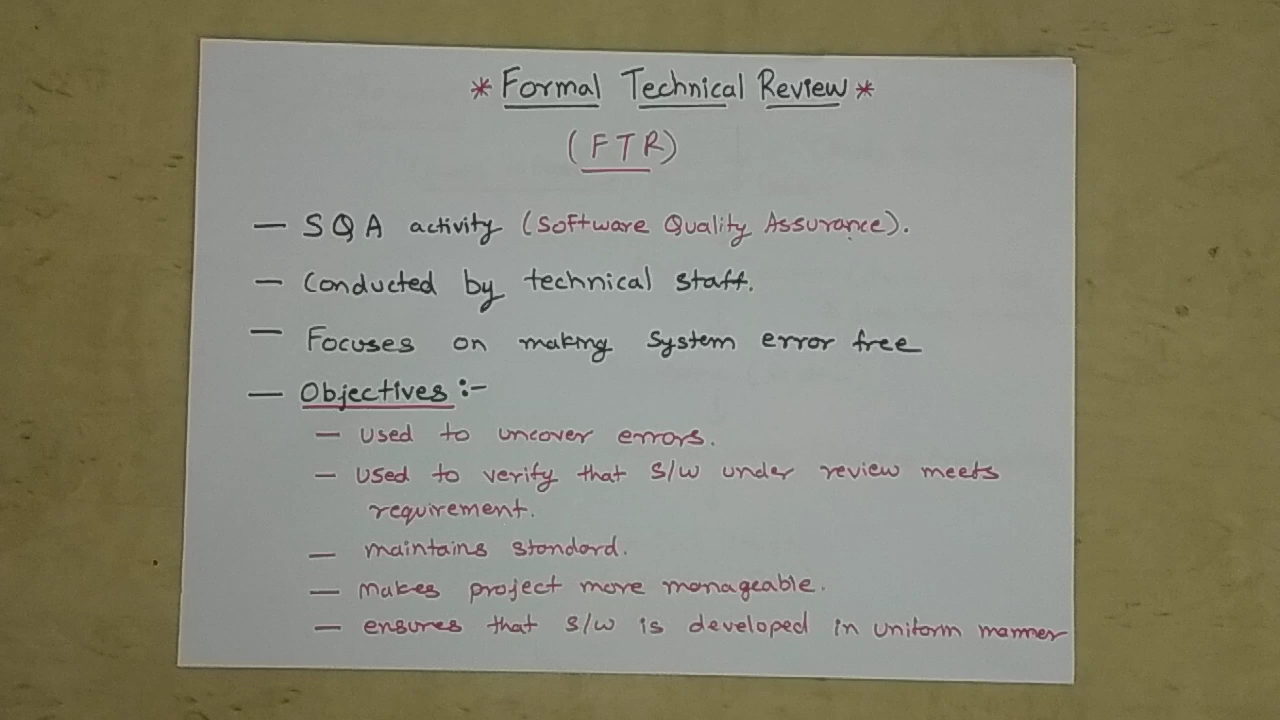 * Formal Technical Review *
(FTR)
— SQA activity (Software Quality Assurance).
— Conducted by technical staff.
— Focuses on making System error free
— Objectives :-
— used to uncover errors.
— used to verify that S/W under review meets
requirement.
— maintains standard.
— makes project more manageable.
— ensures that S/W is developed in uniform manner